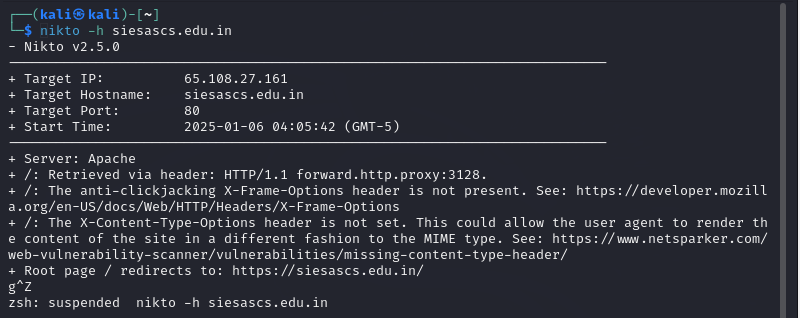 ┌──(kali㉿kali)-[~]
└─$ nikto -h siesascs.edu.in
- Nikto v2.5.0
---------------------------------------------------------------------------
+ Target IP:          65.108.27.161
+ Target Hostname:    siesascs.edu.in
+ Target Port:        80
+ Start Time:         2025-01-06 04:05:42 (GMT-5)
---------------------------------------------------------------------------
+ Server: Apache
+ /: Retrieved via header: HTTP/1.1 forward.http.proxy:3128.
+ /: The anti-clickjacking X-Frame-Options header is not present. See: https://developer.mozill
a.org/en-US/docs/Web/HTTP/Headers/X-Frame-Options
+ /: The X-Content-Type-Options header is not set. This could allow the user agent to render th
e content of the site in a different fashion to the MIME type. See: https://www.netsparker.com/
web-vulnerability-scanner/vulnerabilities/missing-content-type-header/
+ Root page / redirects to: https://siesascs.edu.in/
g^Z
zsh: suspended  nikto -h siesascs.edu.in